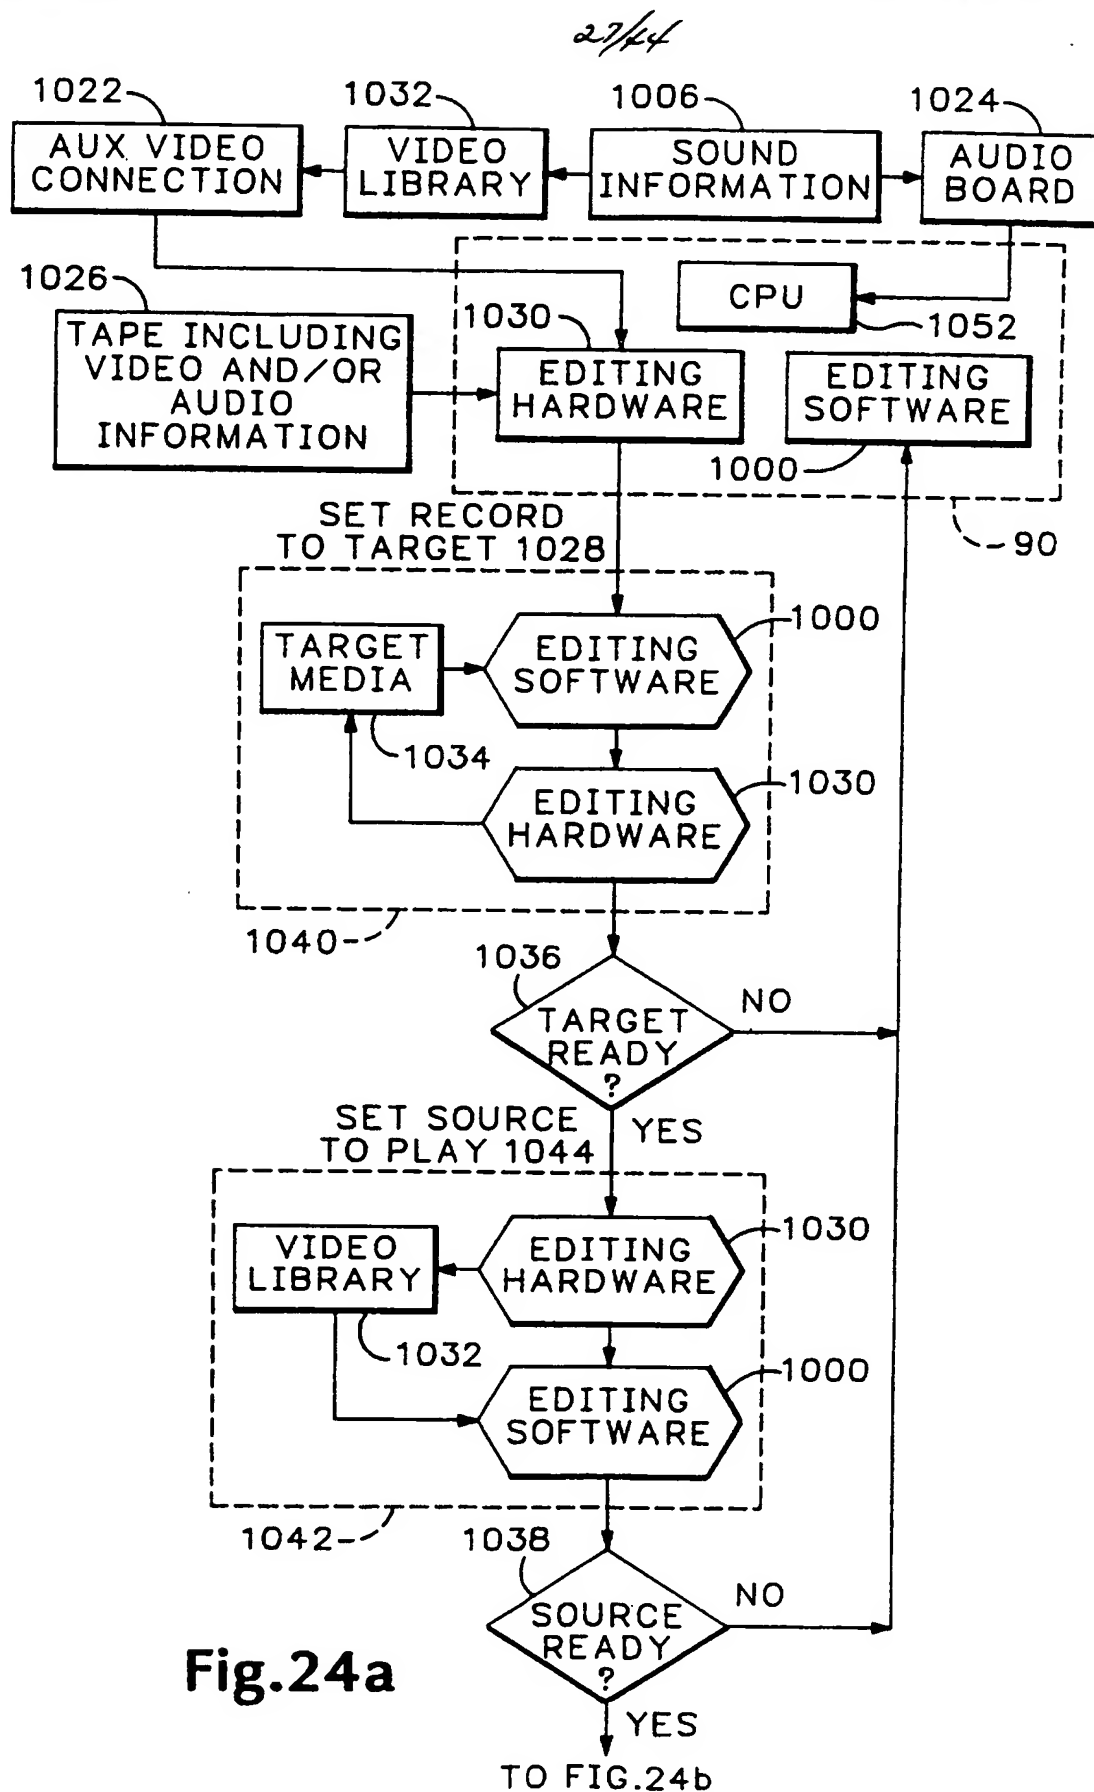 27/44
1022
1032
1006
1024
AUX VIDEO
CONNECTION
VIDEO
LIBRARY
SOUND
INFORMATION
AUDIO
BOARD
1026
CPU
1052
TAPE INCLUDING
VIDEO AND/OR
AUDIO
INFORMATION
1030
EDITING
HARDWARE
EDITING
SOFTWARE
1000
90
SET RECORD
TO TARGET 1028
TARGET
MEDIA
1034
EDITING
SOFTWARE
1000
EDITING
HARDWARE
1030
1040
1036
TARGET
READY
?
NO
YES
SET SOURCE
TO PLAY 1044
VIDEO
LIBRARY
1032
EDITING
HARDWARE
1030
EDITING
SOFTWARE
1000
1042
1038
SOURCE
READY
?
NO
YES
Fig.24a
TO FIG.24b